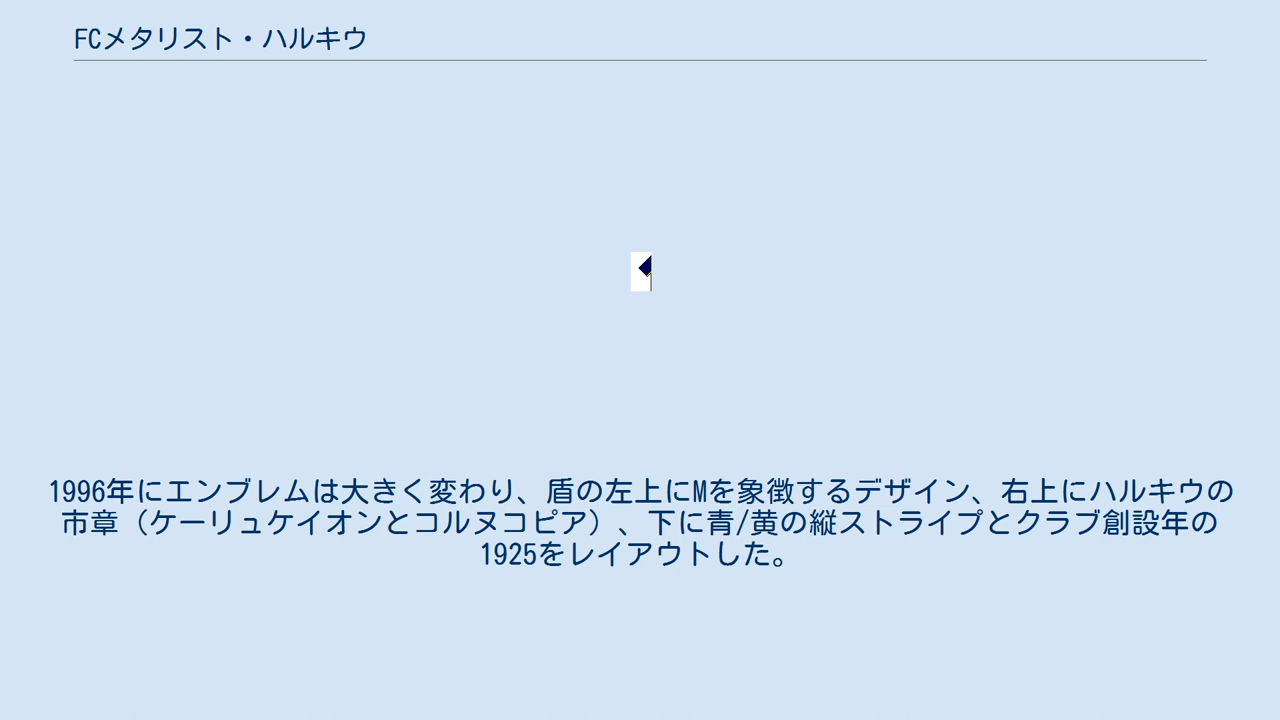 FCメタリスト・ハルキウ
1996年にエンブレムは大きく変わり、盾の左上にMを象徴するデザイン、右上にハルキウの
市章（ケーリュケイオンとコルヌコピア）、下に青/黄の縦ストライプとクラブ創設年の
1925をレイアウトした。